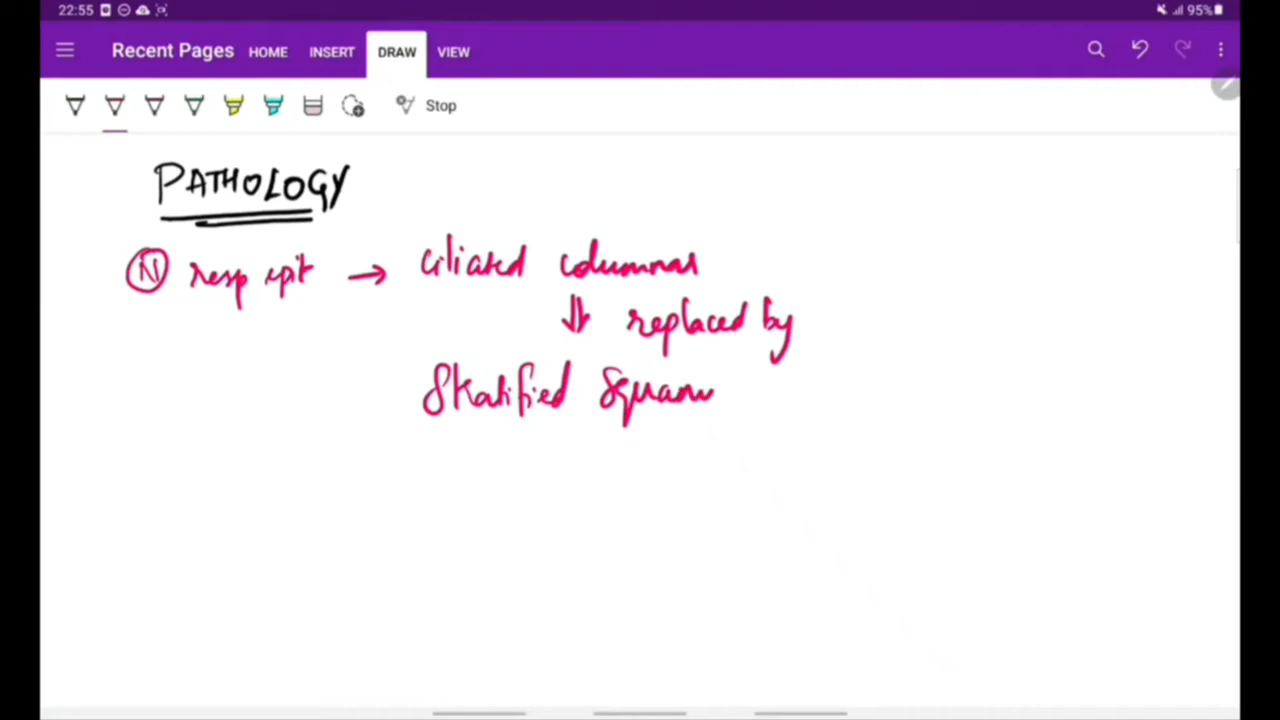 22:55 95%
Recent Pages HOME INSERT DRAW VIEW
Stop
PATHOLOGY
N resp epit → ciliated columnar
replaced by
Stratified Squam